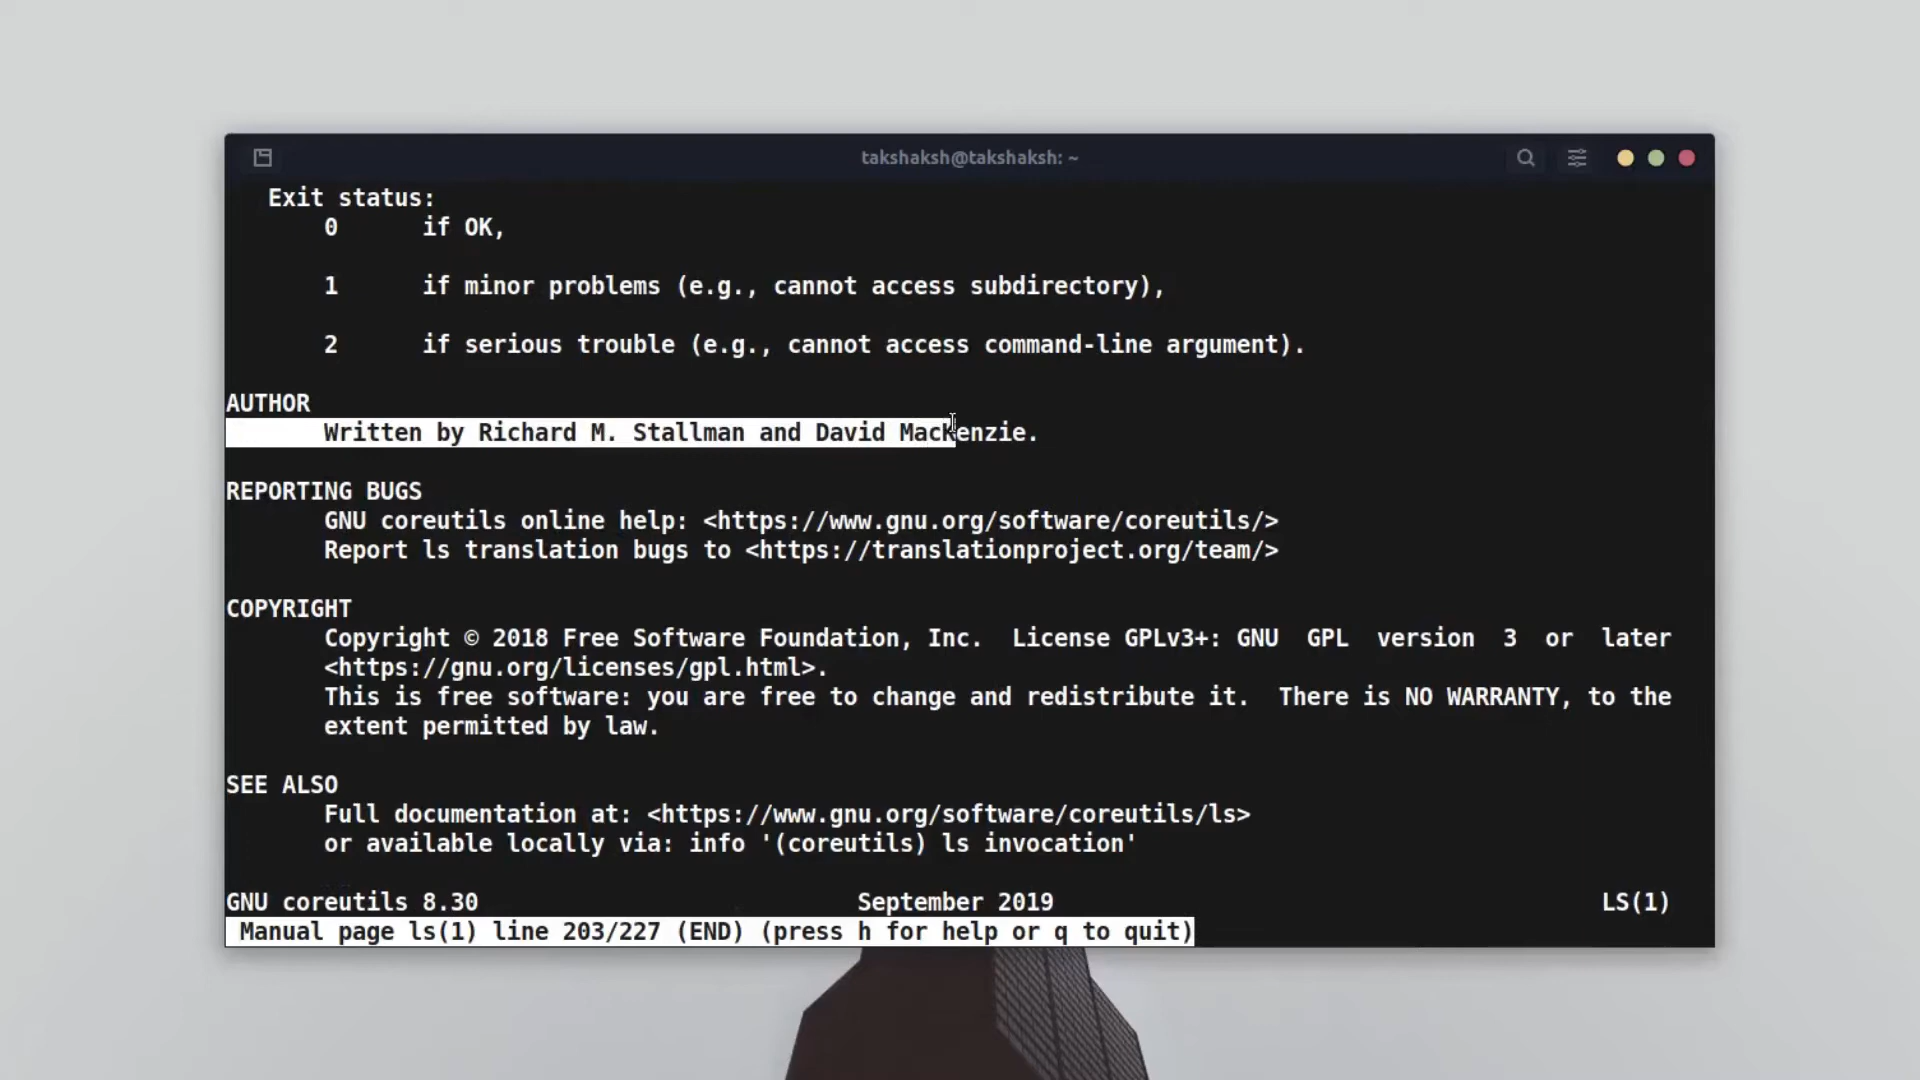 takshaksh@takshaksh: ~
Exit status:
0 if OK,
1 if minor problems (e.g., cannot access subdirectory),
2 if serious trouble (e.g., cannot access command-line argument).
AUTHOR
Written by Richard M. Stallman and David MacKenzie.
REPORTING BUGS
GNU coreutils online help: <https://www.gnu.org/software/coreutils/>
Report ls translation bugs to <https://translationproject.org/team/>
COPYRIGHT
Copyright © 2018 Free Software Foundation, Inc. License GPLv3+: GNU GPL version 3 or later
<https://gnu.org/licenses/gpl.html>.
This is free software: you are free to change and redistribute it. There is NO WARRANTY, to the
extent permitted by law.
SEE ALSO
Full documentation at: <https://www.gnu.org/software/coreutils/ls>
or available locally via: info '(coreutils) ls invocation'
GNU coreutils 8.30 September 2019 LS(1)
Manual page ls(1) line 203/227 (END) (press h for help or q to quit)